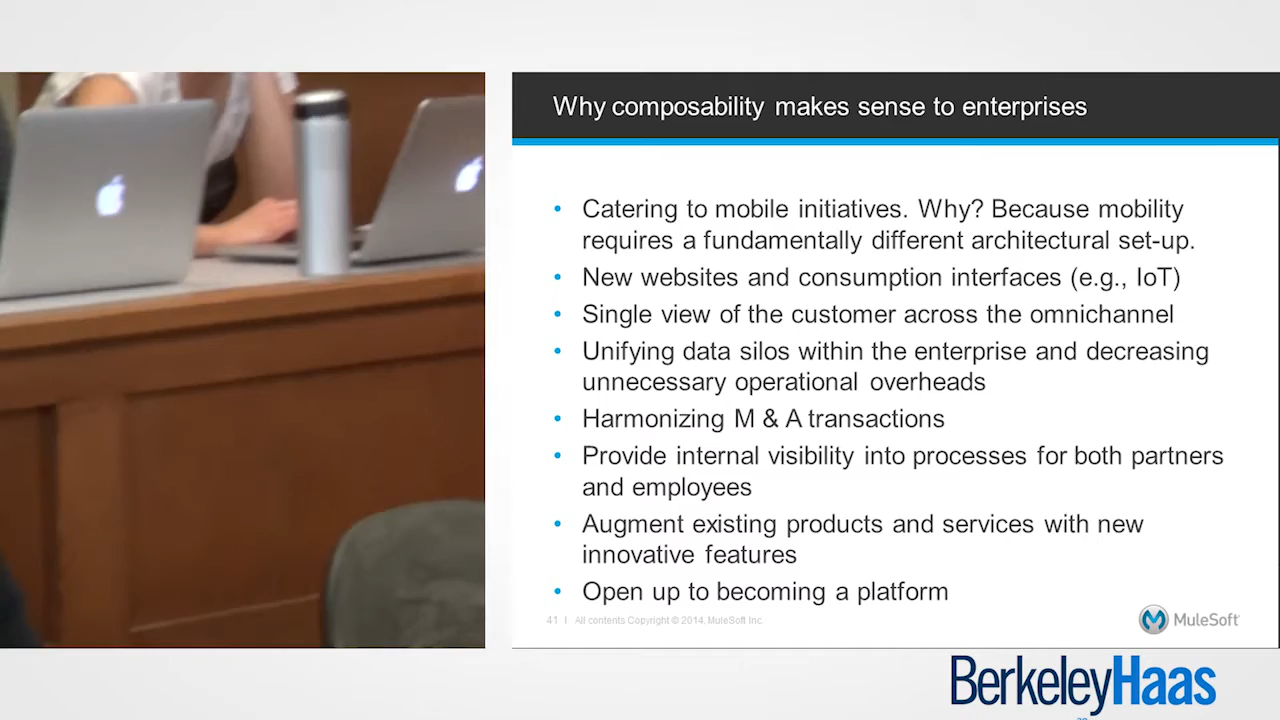 Why composability makes sense to enterprises
• Catering to mobile initiatives. Why? Because mobility
requires a fundamentally different architectural set-up.
• New websites and consumption interfaces (e.g., IoT)
• Single view of the customer across the omnichannel
• Unifying data silos within the enterprise and decreasing
unnecessary operational overheads
• Harmonizing M & A transactions
• Provide internal visibility into processes for both partners
and employees
• Augment existing products and services with new
innovative features
• Open up to becoming a platform
41 | All contents Copyright © 2014, MuleSoft Inc.
MuleSoft
BerkeleyHaas